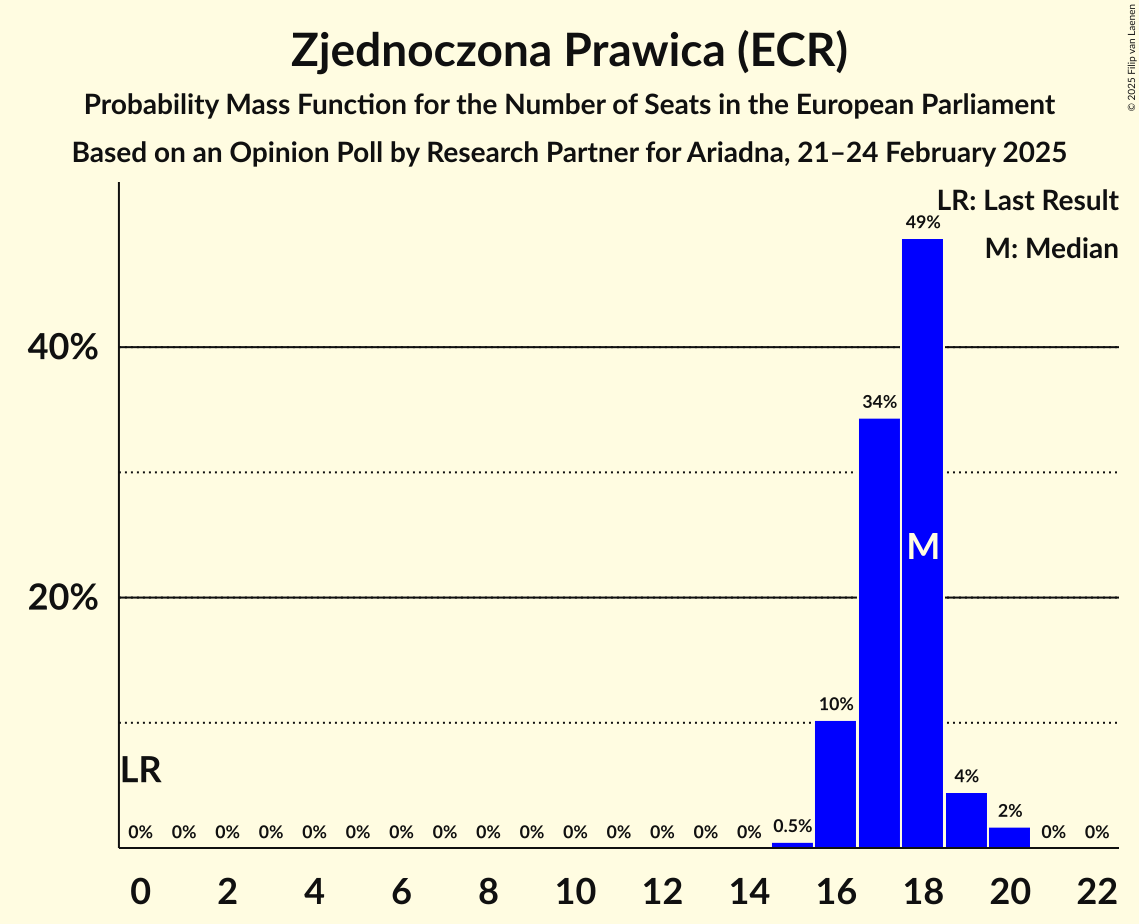 Zjednoczona Prawica (ECR)
Probability Mass Function for the Number of Seats in the European Parliament
Based on an Opinion Poll by Research Partner for Ariadna, 21–24 February 2025
© 2025 Filip van Laenen
LR: Last Result
M: Median
49%
40%
34%
M
20%
10%
LR
4%
2%
0% 0% 0% 0% 0% 0% 0% 0% 0% 0% 0% 0% 0% 0% 0% 0.5% 0% 0%
0 2 4 6 8 10 12 14 16 18 20 22